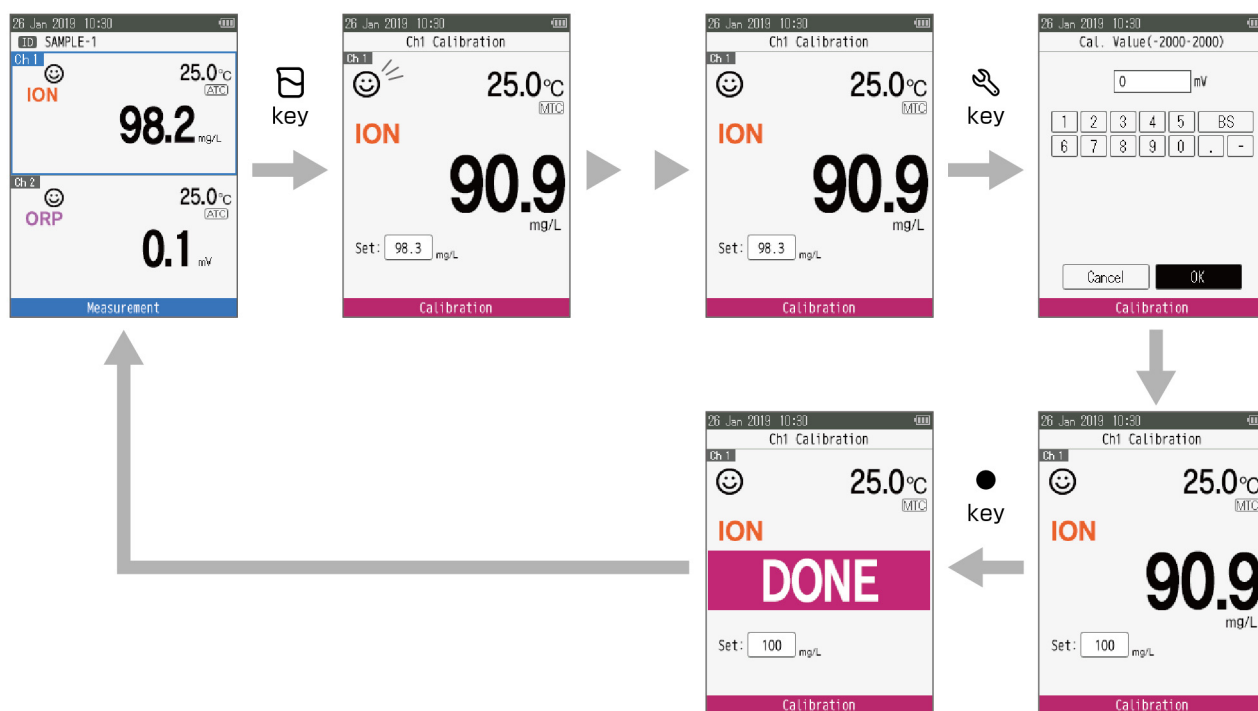 26 Jan 2019 10:30
ID SAMPLE-1
Ch 1
25.0°C
ION
ATC
98.2 mg/L
Ch 2
25.0°C
ORP
ATC
0.1 mV
Measurement
key
26 Jan 2019 10:30
Ch1 Calibration
Ch 1
25.0°C
MTC
ION
90.9
mg/L
Set: 98.3 mg/L
Calibration
26 Jan 2019 10:30
Ch1 Calibration
Ch 1
25.0°C
MTC
ION
90.9
mg/L
Set: 98.3 mg/L
Calibration
key
26 Jan 2019 10:30
Cal. Value(-2000-2000)
0 mV
1 2 3 4 5 BS
6 7 8 9 0 . -
Cancel OK
Calibration
26 Jan 2019 10:30
Ch1 Calibration
Ch 1
25.0°C
MTC
ION
90.9
mg/L
Set: 100 mg/L
Calibration
key
26 Jan 2019 10:30
Ch1 Calibration
Ch 1
25.0°C
MTC
ION
DONE
Set: 100 mg/L
Calibration